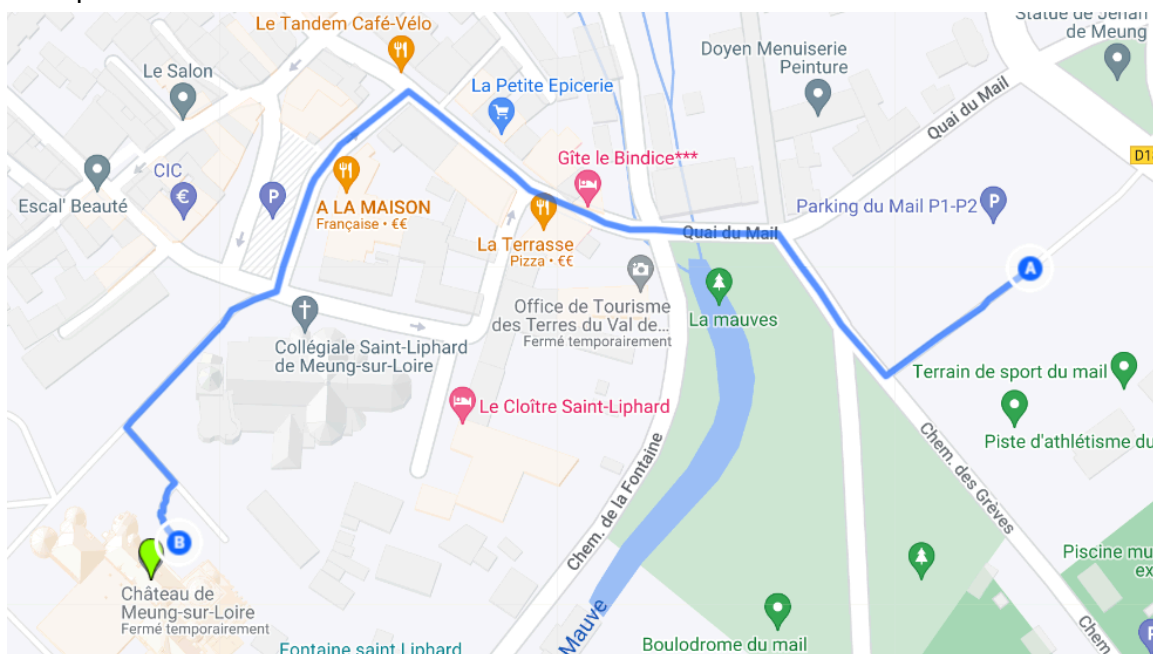 Le Tandem Café-Vélo
Statue de Jehan
de Meung
Doyen Menuiserie
Peinture
Le Salon
La Petite Epicerie
Quai du Mail
D18
Gîte le Bindice***
CIC
€
P
Escal' Beauté
A LA MAISON
Française • €€
Parking du Mail P1-P2
P
Quai du Mail
La Terrasse
Pizza • €€
A
Office de Tourisme
des Terres du Val de...
Fermé temporairement
La mauves
Collégiale Saint-Liphard
de Meung-sur-Loire
Terrain de sport du mail
Le Cloître Saint-Liphard
Piste d'athlétisme du
Chem. de la Fontaine
Chem. des Grèves
B
Piscine mu
ex
Château de
Meung-sur-Loire
Fermé temporairement
Mauve
Chem
P
Boulodrome du mail
Fontaine saint Liphard